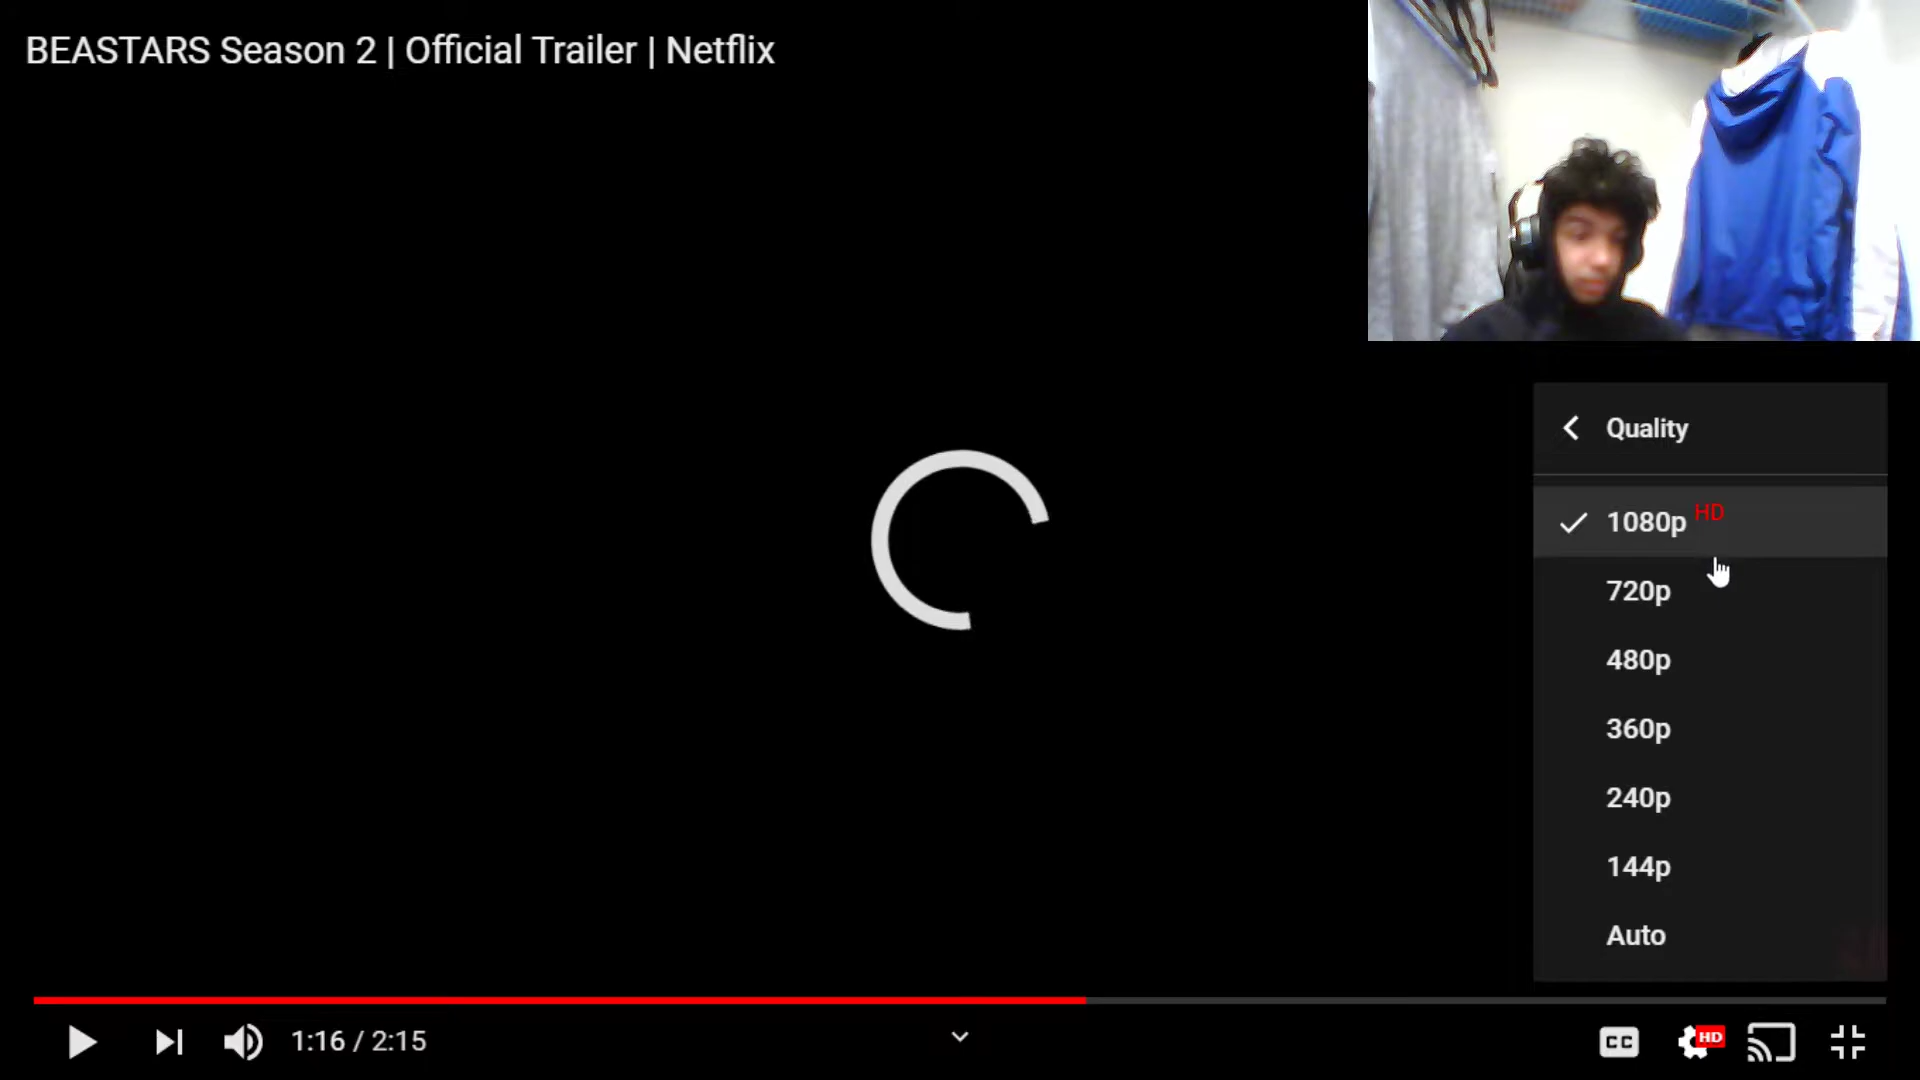 BEASTARS Season 2 | Official Trailer | Netflix
Quality
1080p HD
720p
480p
360p
240p
144p
Auto
1:16 / 2:15
CC
HD